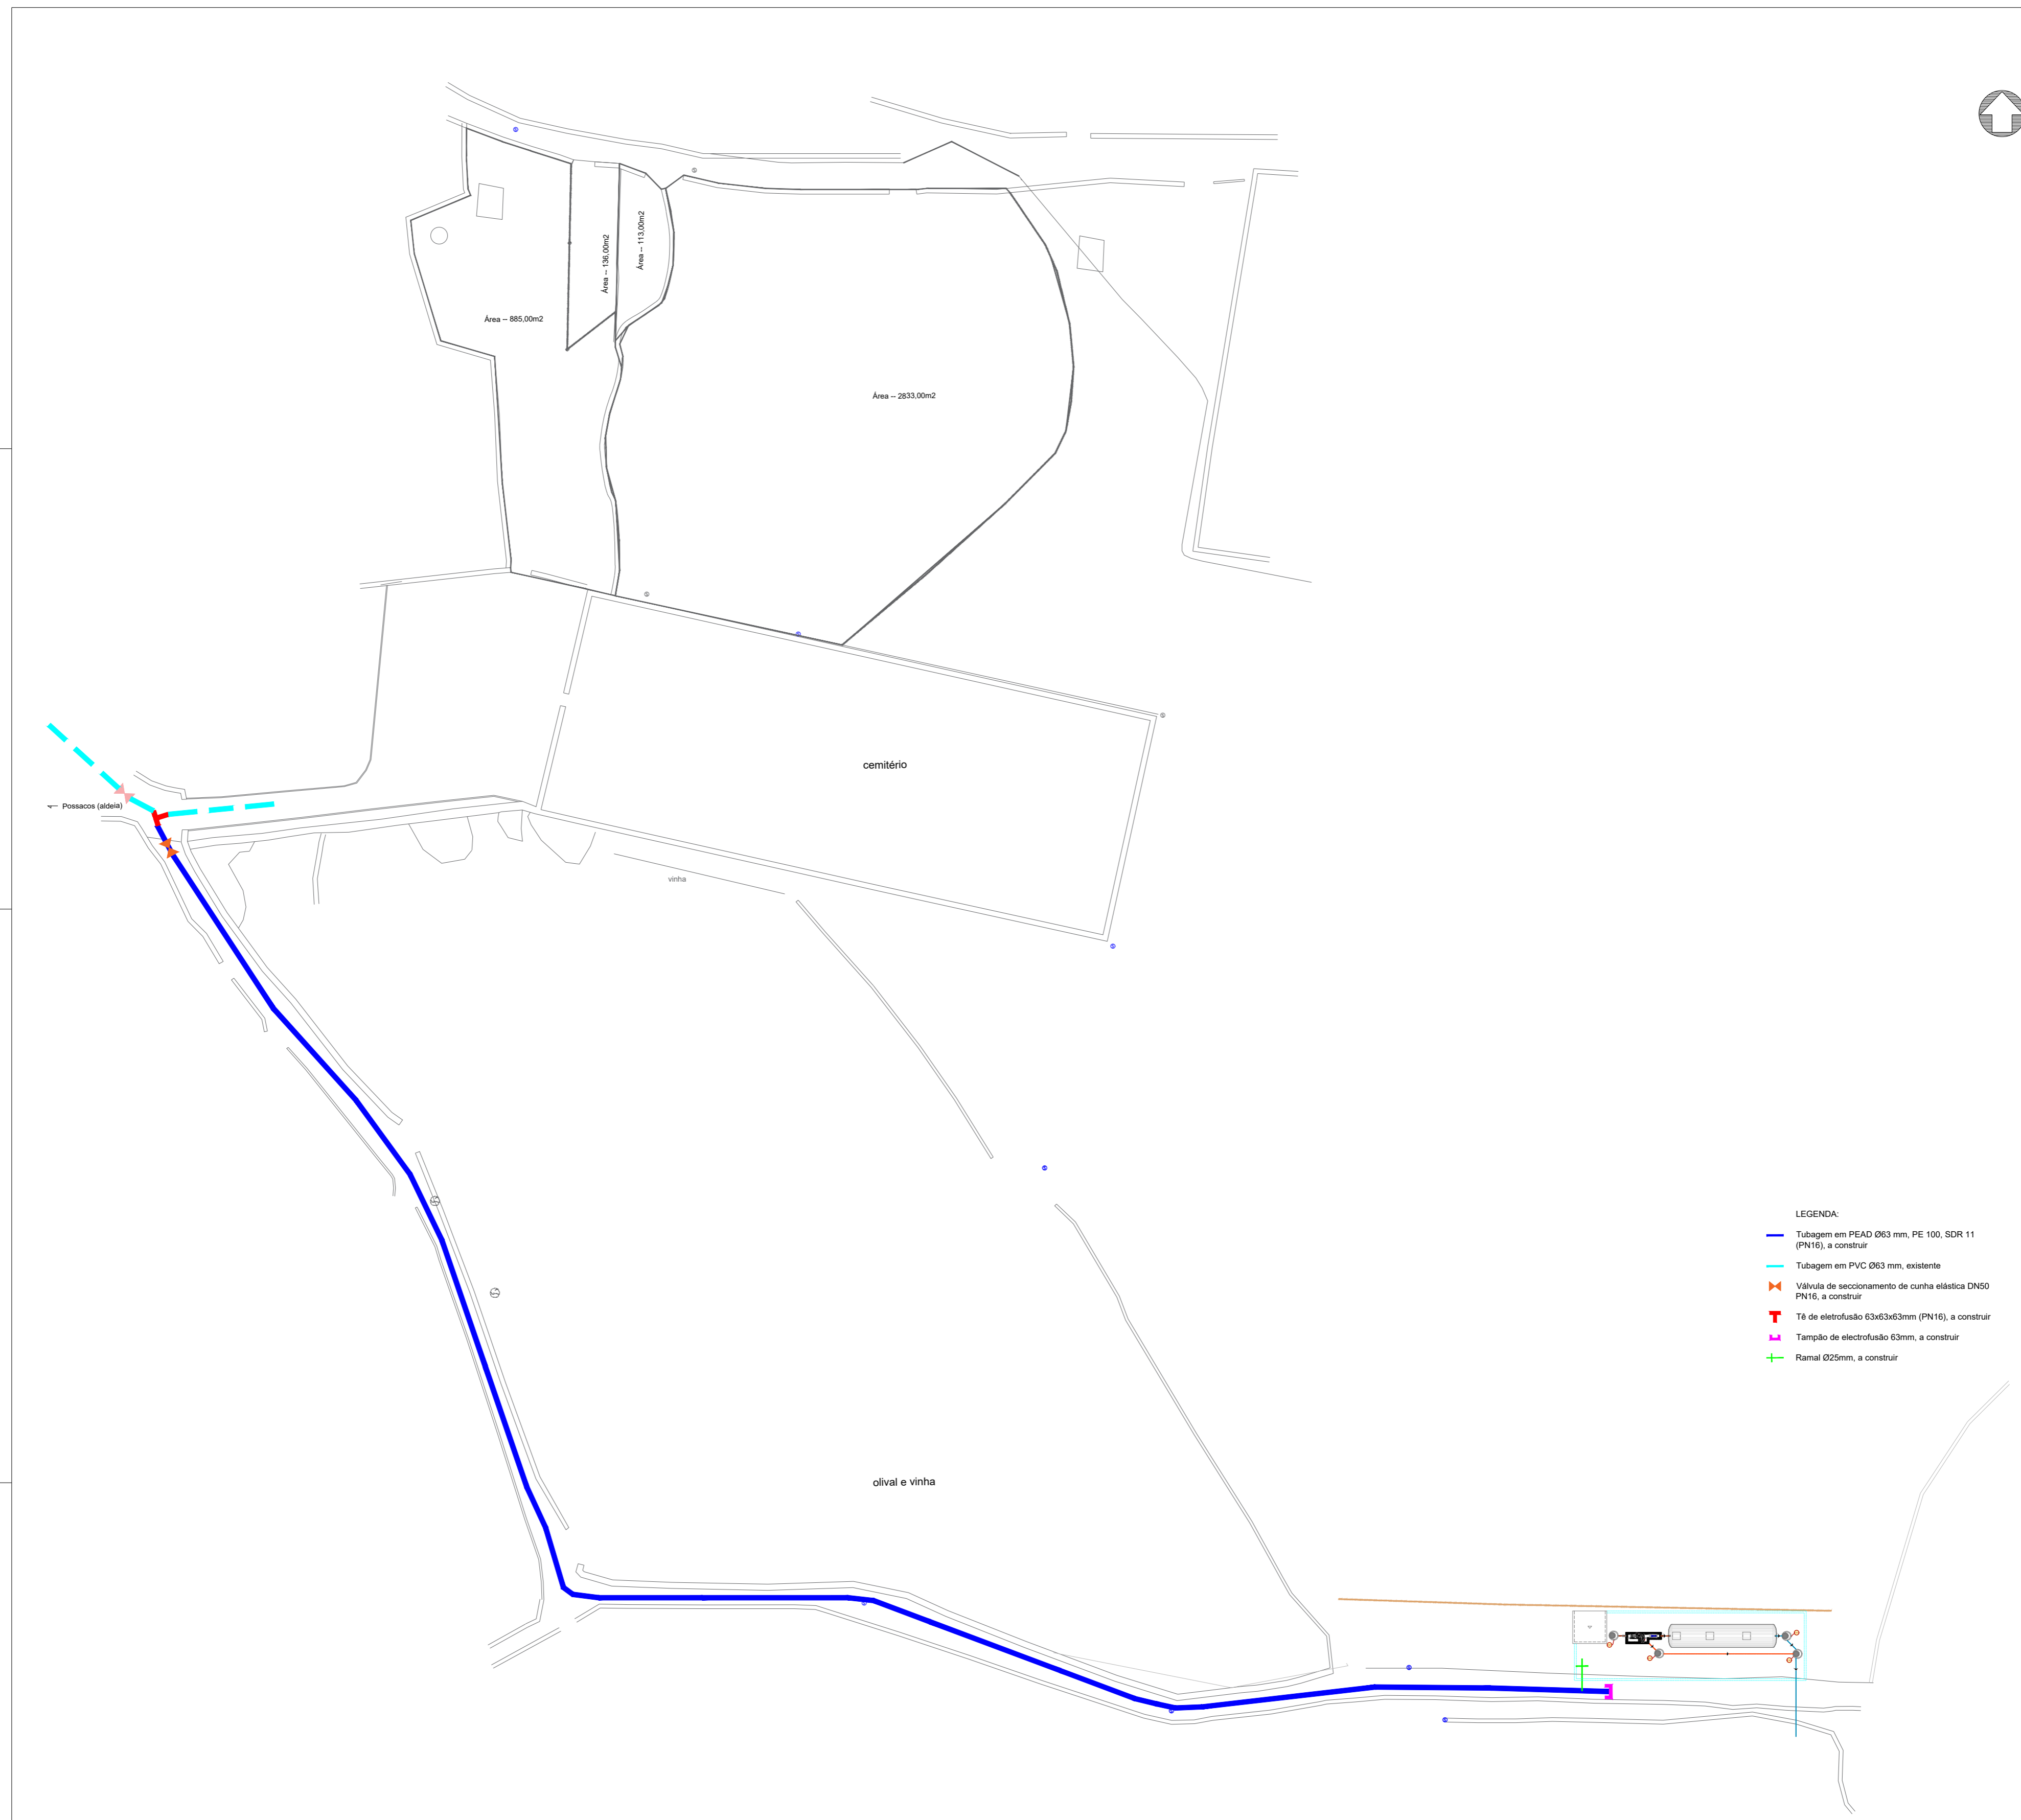 Área -- 885,00m2
Área -- 136,00m2
Área -- 113,00m2
Área -- 2833,00m2
cemitério
Possacos (aldeia)
vinha
LEGENDA:
Tubagem em PEAD Ø63 mm, PE 100, SDR 11
(PN16), a construir
Tubagem em PVC Ø63 mm, existente
Válvula de seccionamento de cunha elástica DN50
PN16, a construir
Tê de eletrofusão 63x63x63mm (PN16), a construir
Tampão de electrofusão 63mm, a construir
Ramal Ø25mm, a construir
olival e vinha